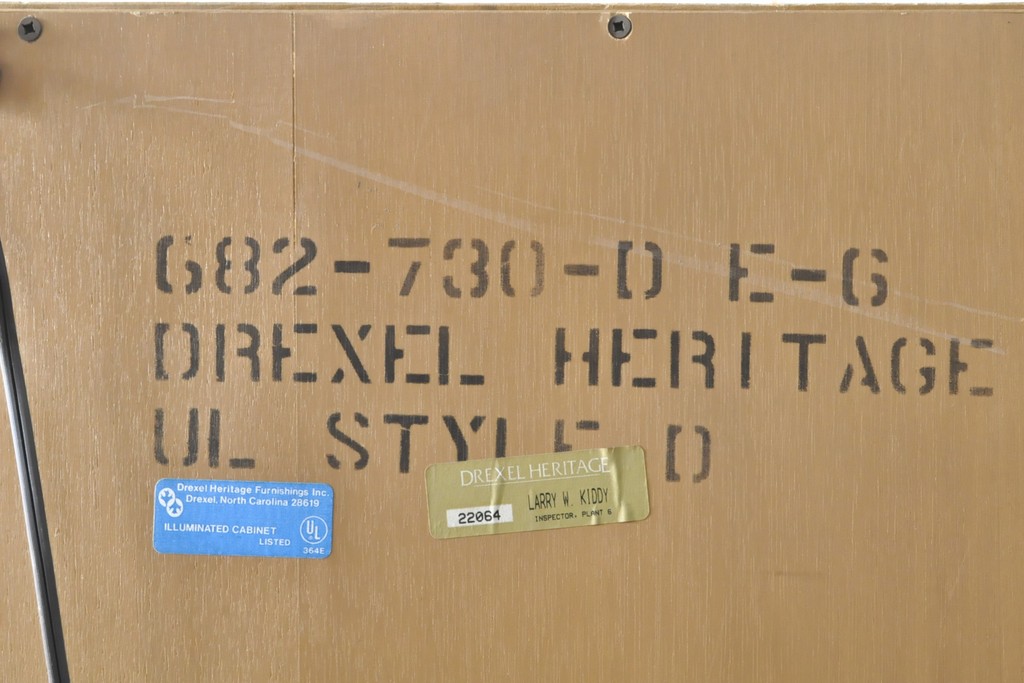 682-730-D E-6
DREXEL HERITAGE
UL STYLE D
Drexel Heritage Furnishings Inc.
Drexel, North Carolina 28619
ILLUMINATED CABINET
LISTED
UL
364E
DREXEL HERITAGE
LARRY W. KIDDY
22064
INSPECTOR, PLANT 6